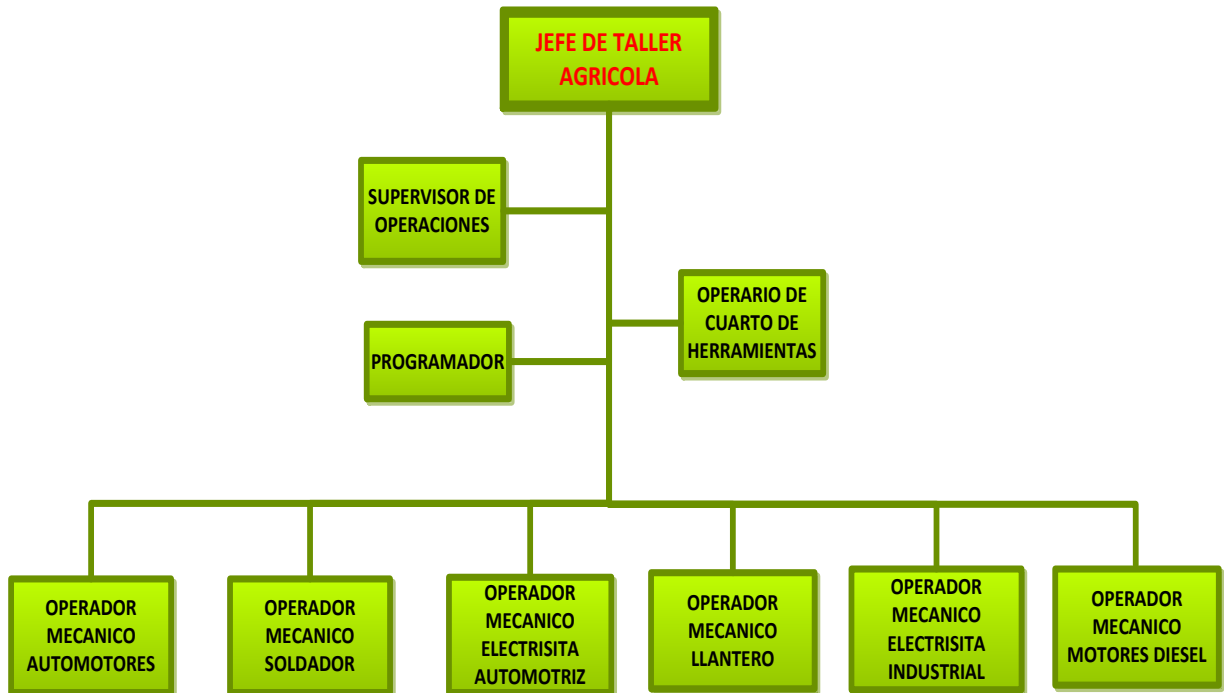 JEFE DE TALLER
AGRICOLA
SUPERVISOR DE
OPERACIONES
OPERARIO DE
CUARTO DE
HERRAMIENTAS
PROGRAMADOR
OPERADOR
MECANICO
AUTOMOTORES
OPERADOR
MECANICO
SOLDADOR
OPERADOR
MECANICO
ELECTRISITA
AUTOMOTRIZ
OPERADOR
MECANICO
LLANTERO
OPERADOR
MECANICO
ELECTRISITA
INDUSTRIAL
OPERADOR
MECANICO
MOTORES DIESEL